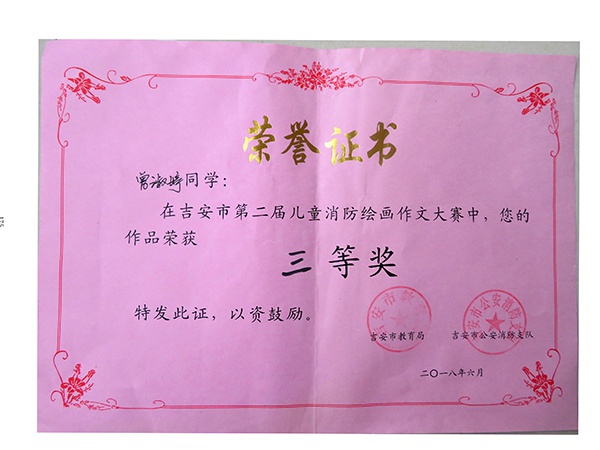 荣誉证书
曾淑婷同学：
在吉安市第二届儿童消防绘画作文大赛中，您的
作品荣获
三等奖
特发此证，以资鼓励。
吉安市教育局
吉安市公安消防支队
二〇一八年六月